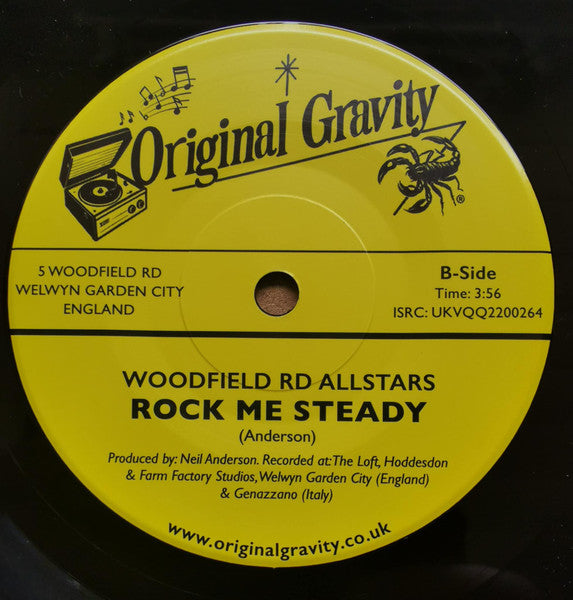 Original Gravity
®
5 WOODFIELD RD
WELWYN GARDEN CITY
ENGLAND
B-Side
Time: 3:56
ISRC: UKVQQ2200264
WOODFIELD RD ALLSTARS
ROCK ME STEADY
(Anderson)
Produced by: Neil Anderson. Recorded at: The Loft, Hoddesdon
& Farm Factory Studios, Welwyn Garden City (England)
& Genazzano (Italy)
www.originalgravity.co.uk